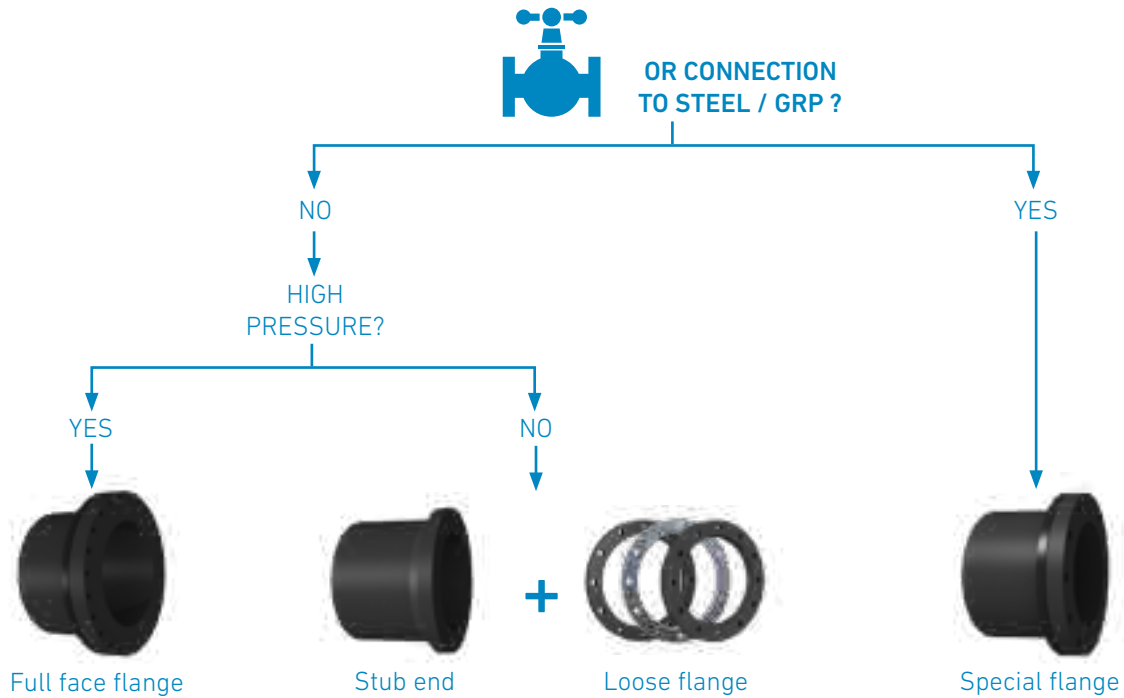 OR CONNECTION
TO STEEL / GRP ?
NO
YES
HIGH
PRESSURE?
YES
NO
+
Full face flange
Stub end
Loose flange
Special flange